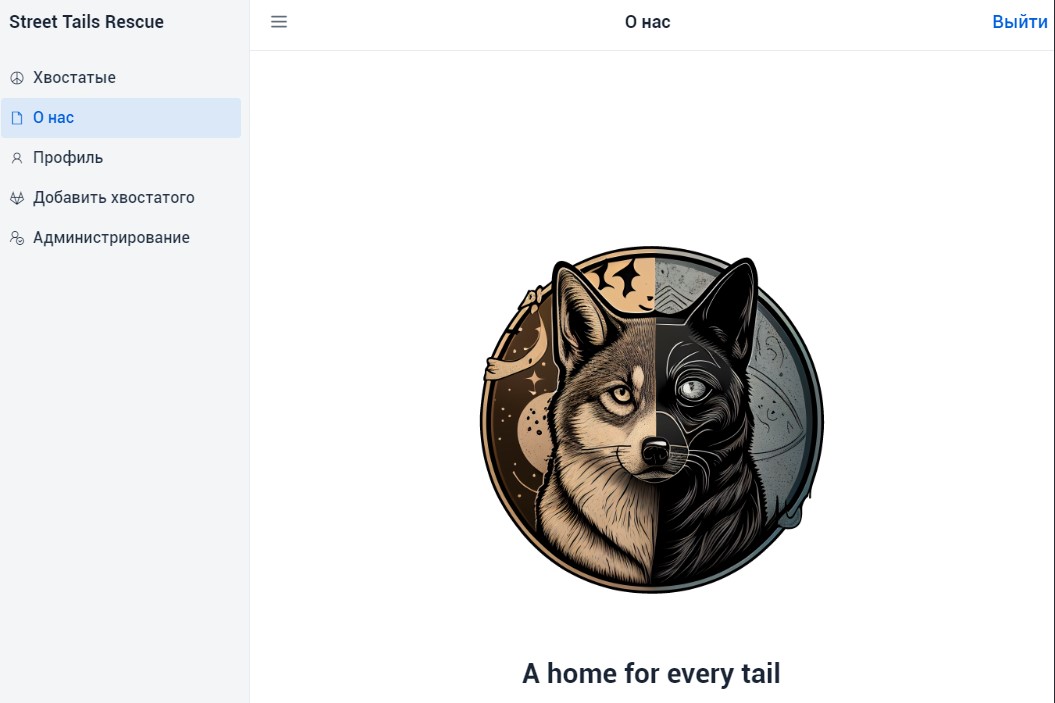 Street Tails Rescue
О нас
Выйти
Хвостатые
О нас
Профиль
Добавить хвостатого
Администрирование
A home for every tail